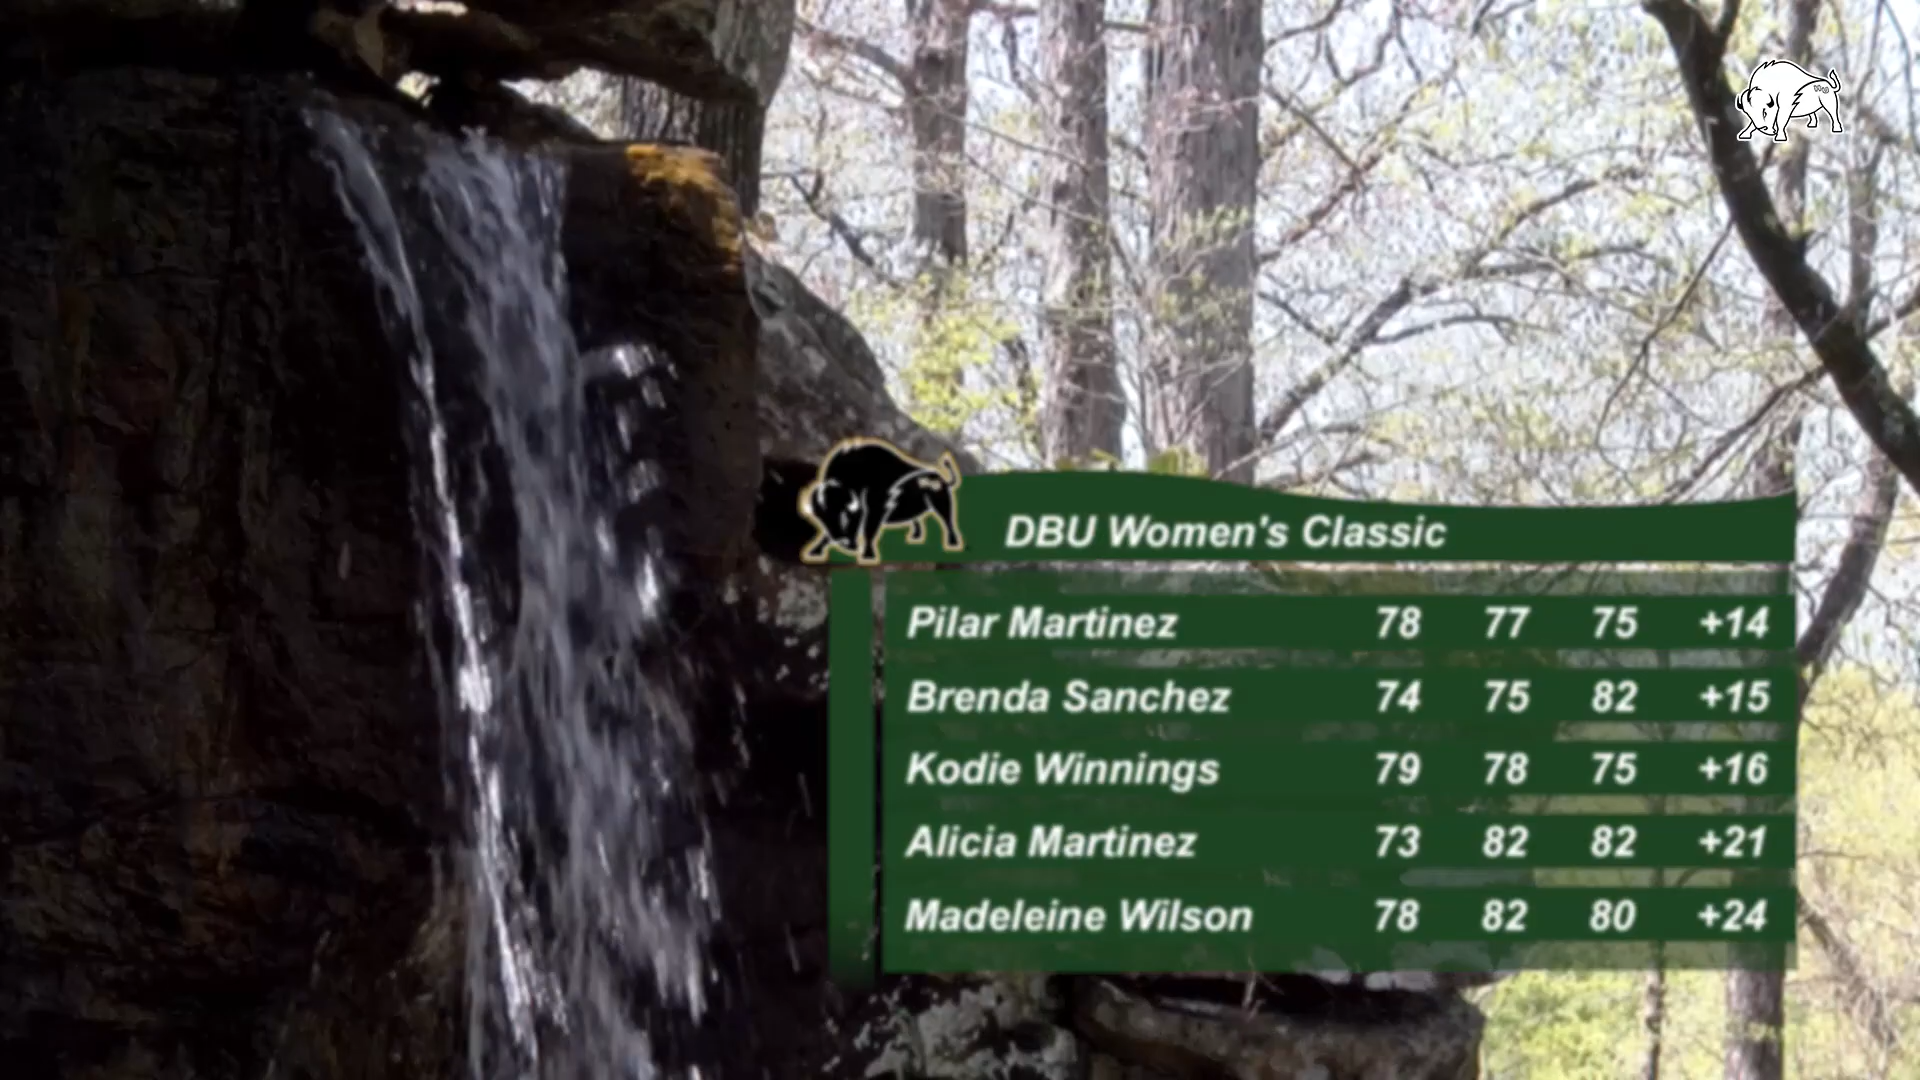 DBU Women's Classic
Pilar Martinez 78 77 75 +14
Brenda Sanchez 74 75 82 +15
Kodie Winnings 79 78 75 +16
Alicia Martinez 73 82 82 +21
Madeleine Wilson 78 82 80 +24